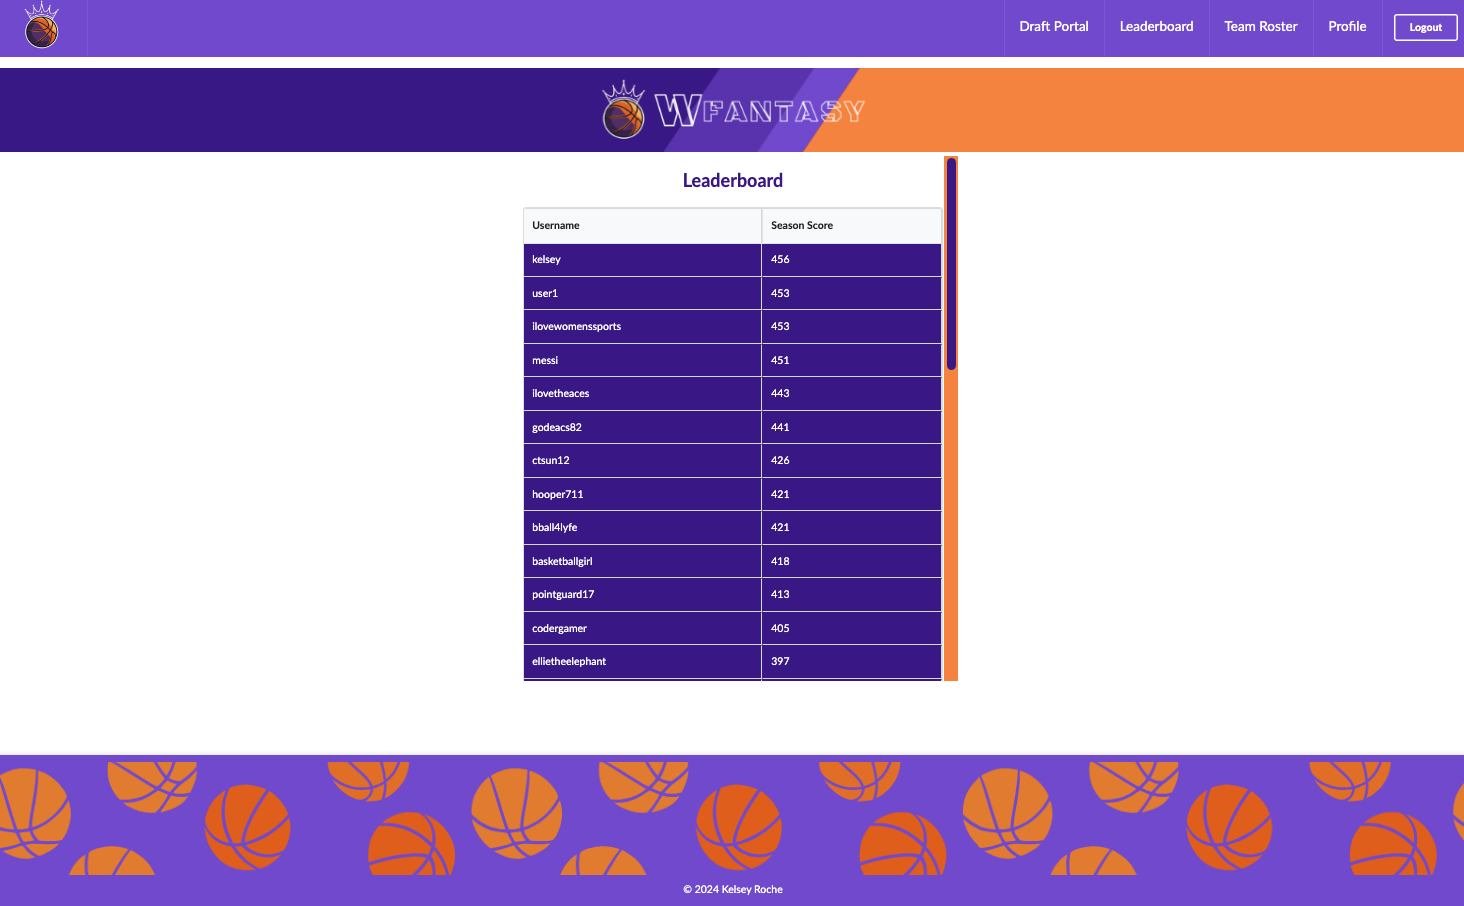 Draft Portal
Leaderboard
Team Roster
Profile
Logout
WFANTASY
Leaderboard
Username Season Score
kelsey 456
user1 453
ilovewomenssports 453
messi 451
ilovetheaces 443
godeacs82 441
ctsun12 426
hooper711 421
bball4lyfe 421
basketballgirl 418
pointguard17 413
codergamer 405
ellietheelephant 397
© 2024 Kelsey Roche